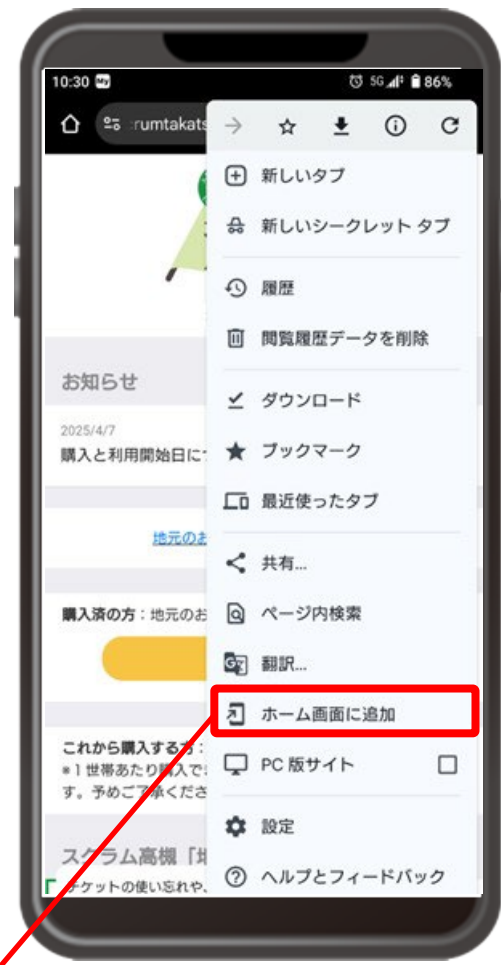 10:30 My 5G 86%
rumtakats
新しいタブ
新しいシークレット タブ
履歴
閲覧履歴データを削除
お知らせ
ダウンロード
2025/4/7
購入と利用開始日に
ブックマーク
最近使ったタブ
地元のお
共有...
購入済の方：地元のお
ページ内検索
翻訳...
ホーム画面に追加
これから購入する方：
PC 版サイト
※1世帯あたり購入で
す。予めご了承くださ
設定
スクラム高槻「地
ヘルプとフィードバック
チケットの使い忘れや、